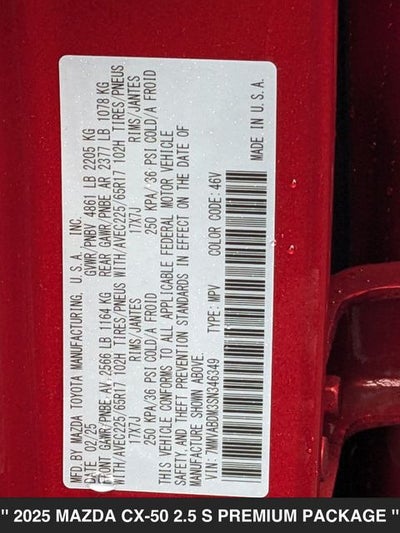 MFD.BY MAZDA TOYOTA MANUFACTURING, U.S.A., INC.
DATE 02/25 GVWR/PNBV 4861 LB 2205 KG
FRONT GAWR/PNBE AV 2566 LB 1164 KG REAR GAWR/PNBE AR 2377 LB 1078 KG
WITH/AVEC225/65R17 102H TIRES/PNEUS WITH/AVEC225/65R17 102H TIRES/PNEUS
17X7J RIMS/JANTES 17X7J RIMS/JANTES
250 KPA/36 PSI COLD/A FROID 250 KPA/36 PSI COLD/A FROID
THIS VEHICLE CONFORMS TO ALL APPLICABLE FEDERAL MOTOR VEHICLE
SAFETY, AND THEFT PREVENTION STANDARDS IN EFFECT ON THE DATE OF
MANUFACTURE SHOWN ABOVE.
VIN: 7MMVABDM3SN346349 TYPE: MPV COLOR CODE: 46V
MADE IN U.S.A.
" 2025 MAZDA CX-50 2.5 S PREMIUM PACKAGE "